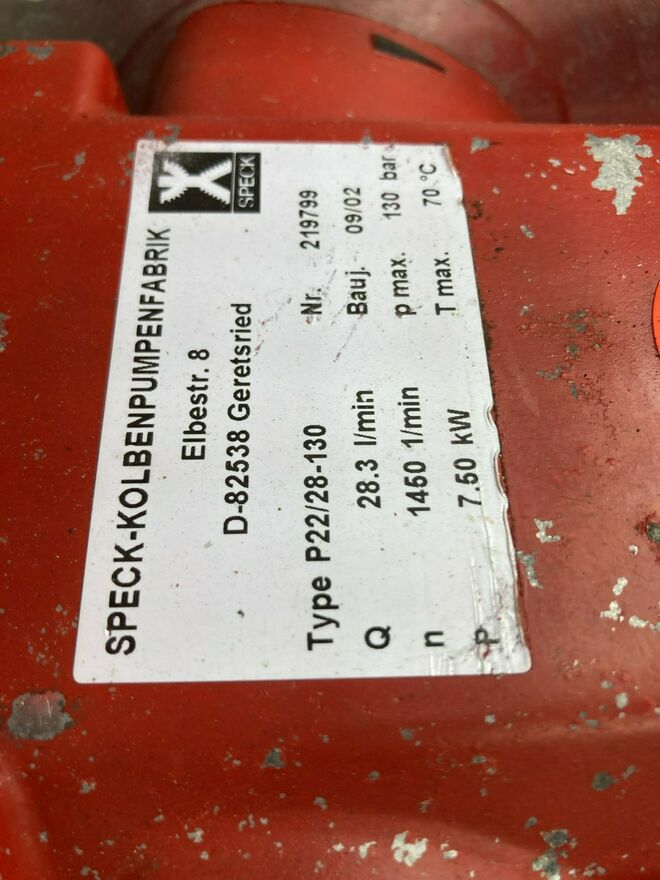 SPECK-KOLBENPUMPENFABRIK
SPECK
Elbestr. 8
D-82538 Geretsried
Type P22/28-130 Nr. 219799
Q 28.3 l/min Bauj. 09/02
n 1450 1/min p max. 130 bar
P 7.50 kW T max. 70 °C